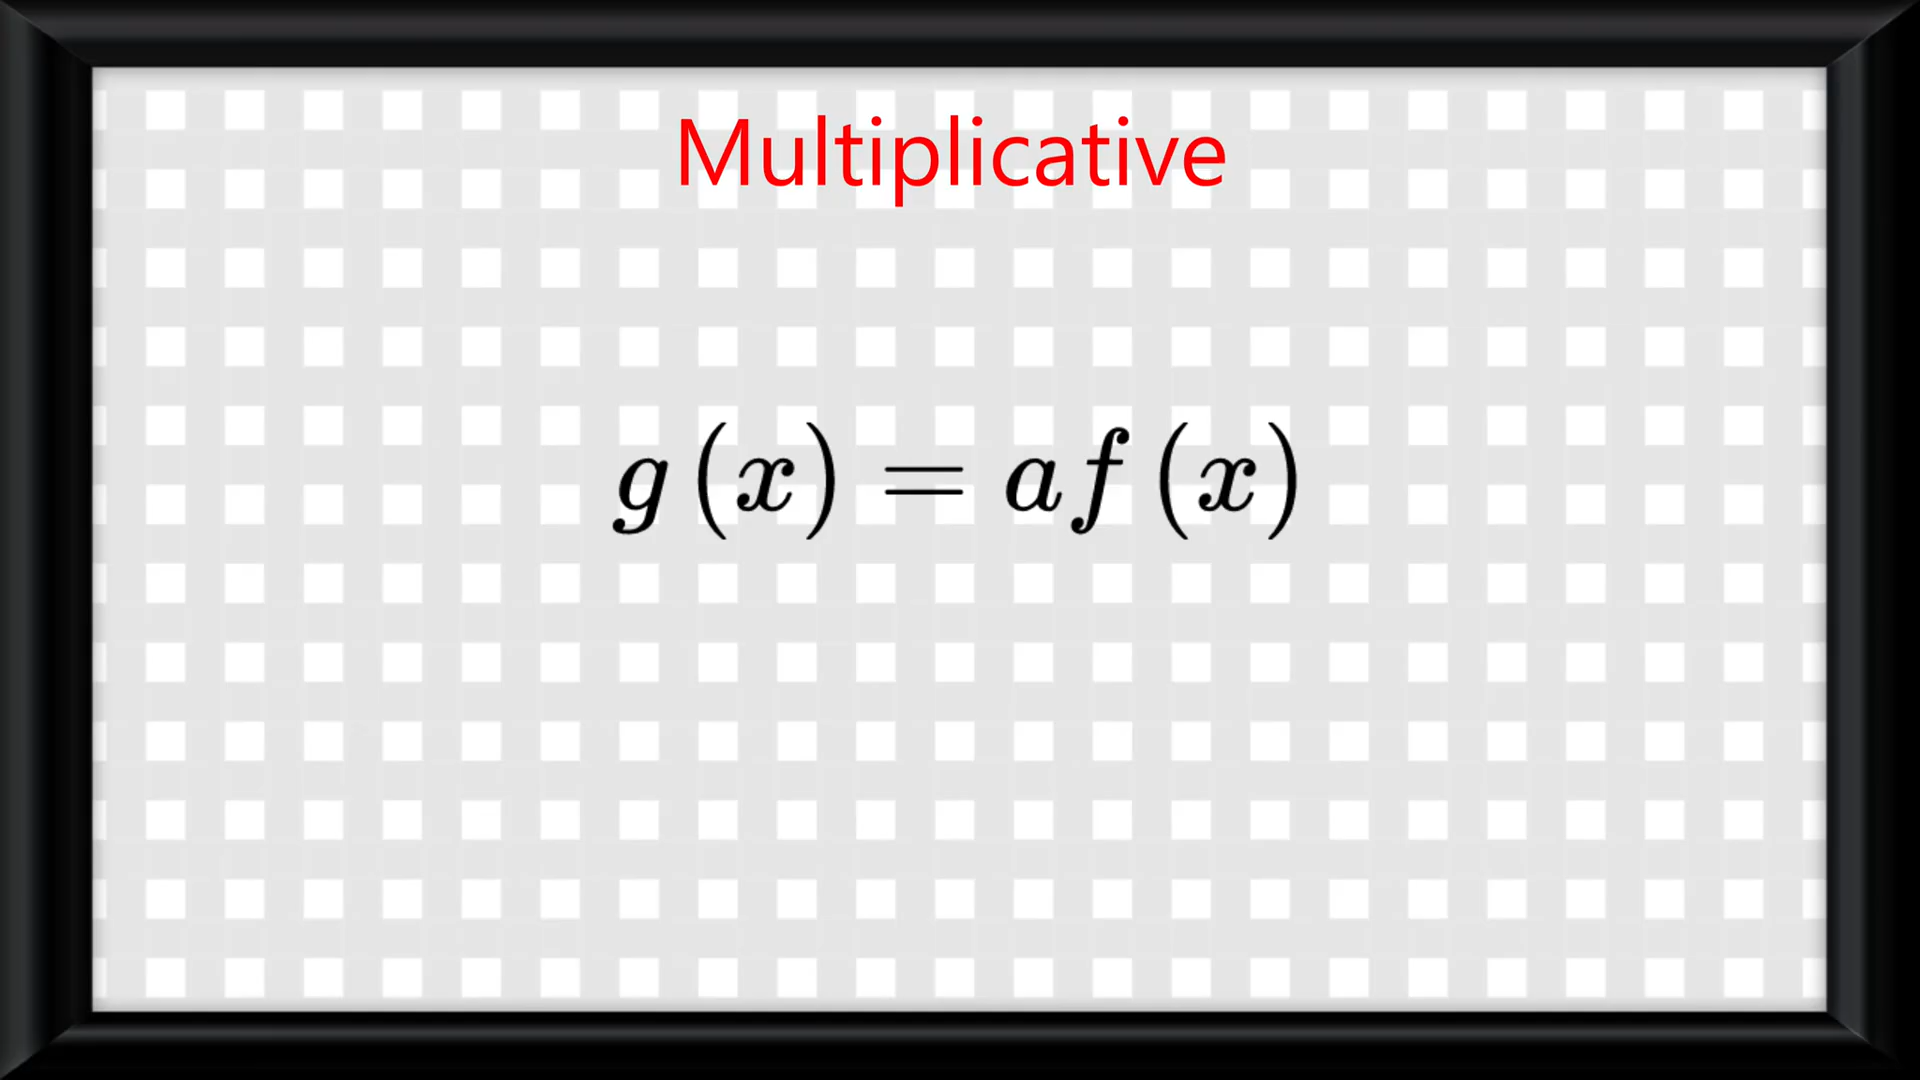 Multiplicative
g (x) = af (x)